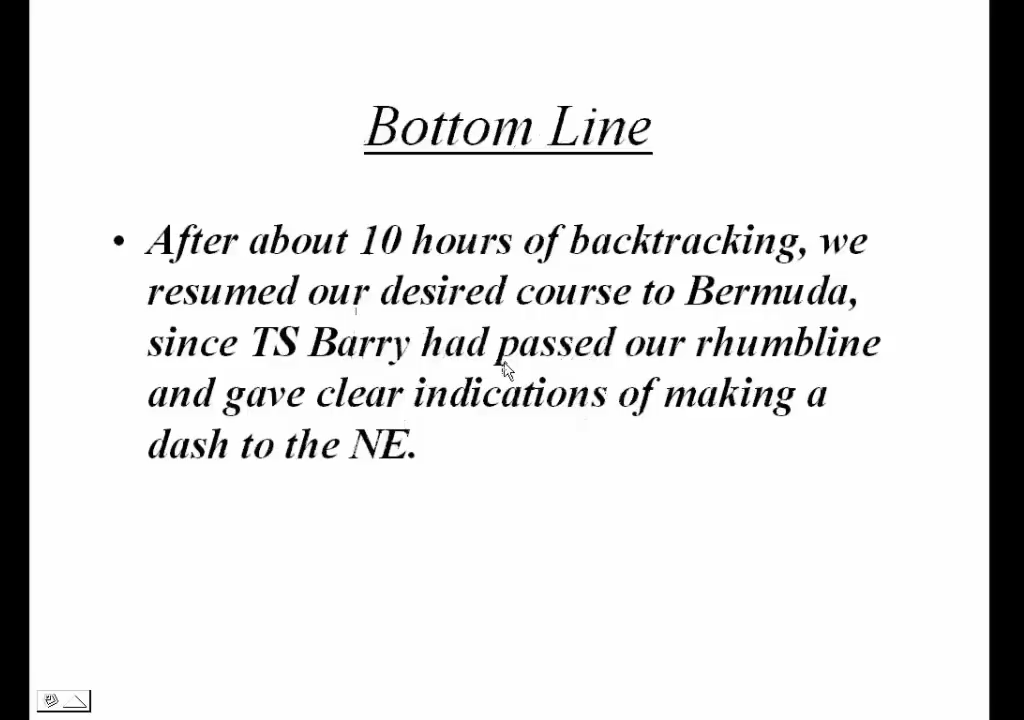 Bottom Line
• After about 10 hours of backtracking, we
resumed our desired course to Bermuda,
since TS Barry had passed our rhumbline
and gave clear indications of making a
dash to the NE.